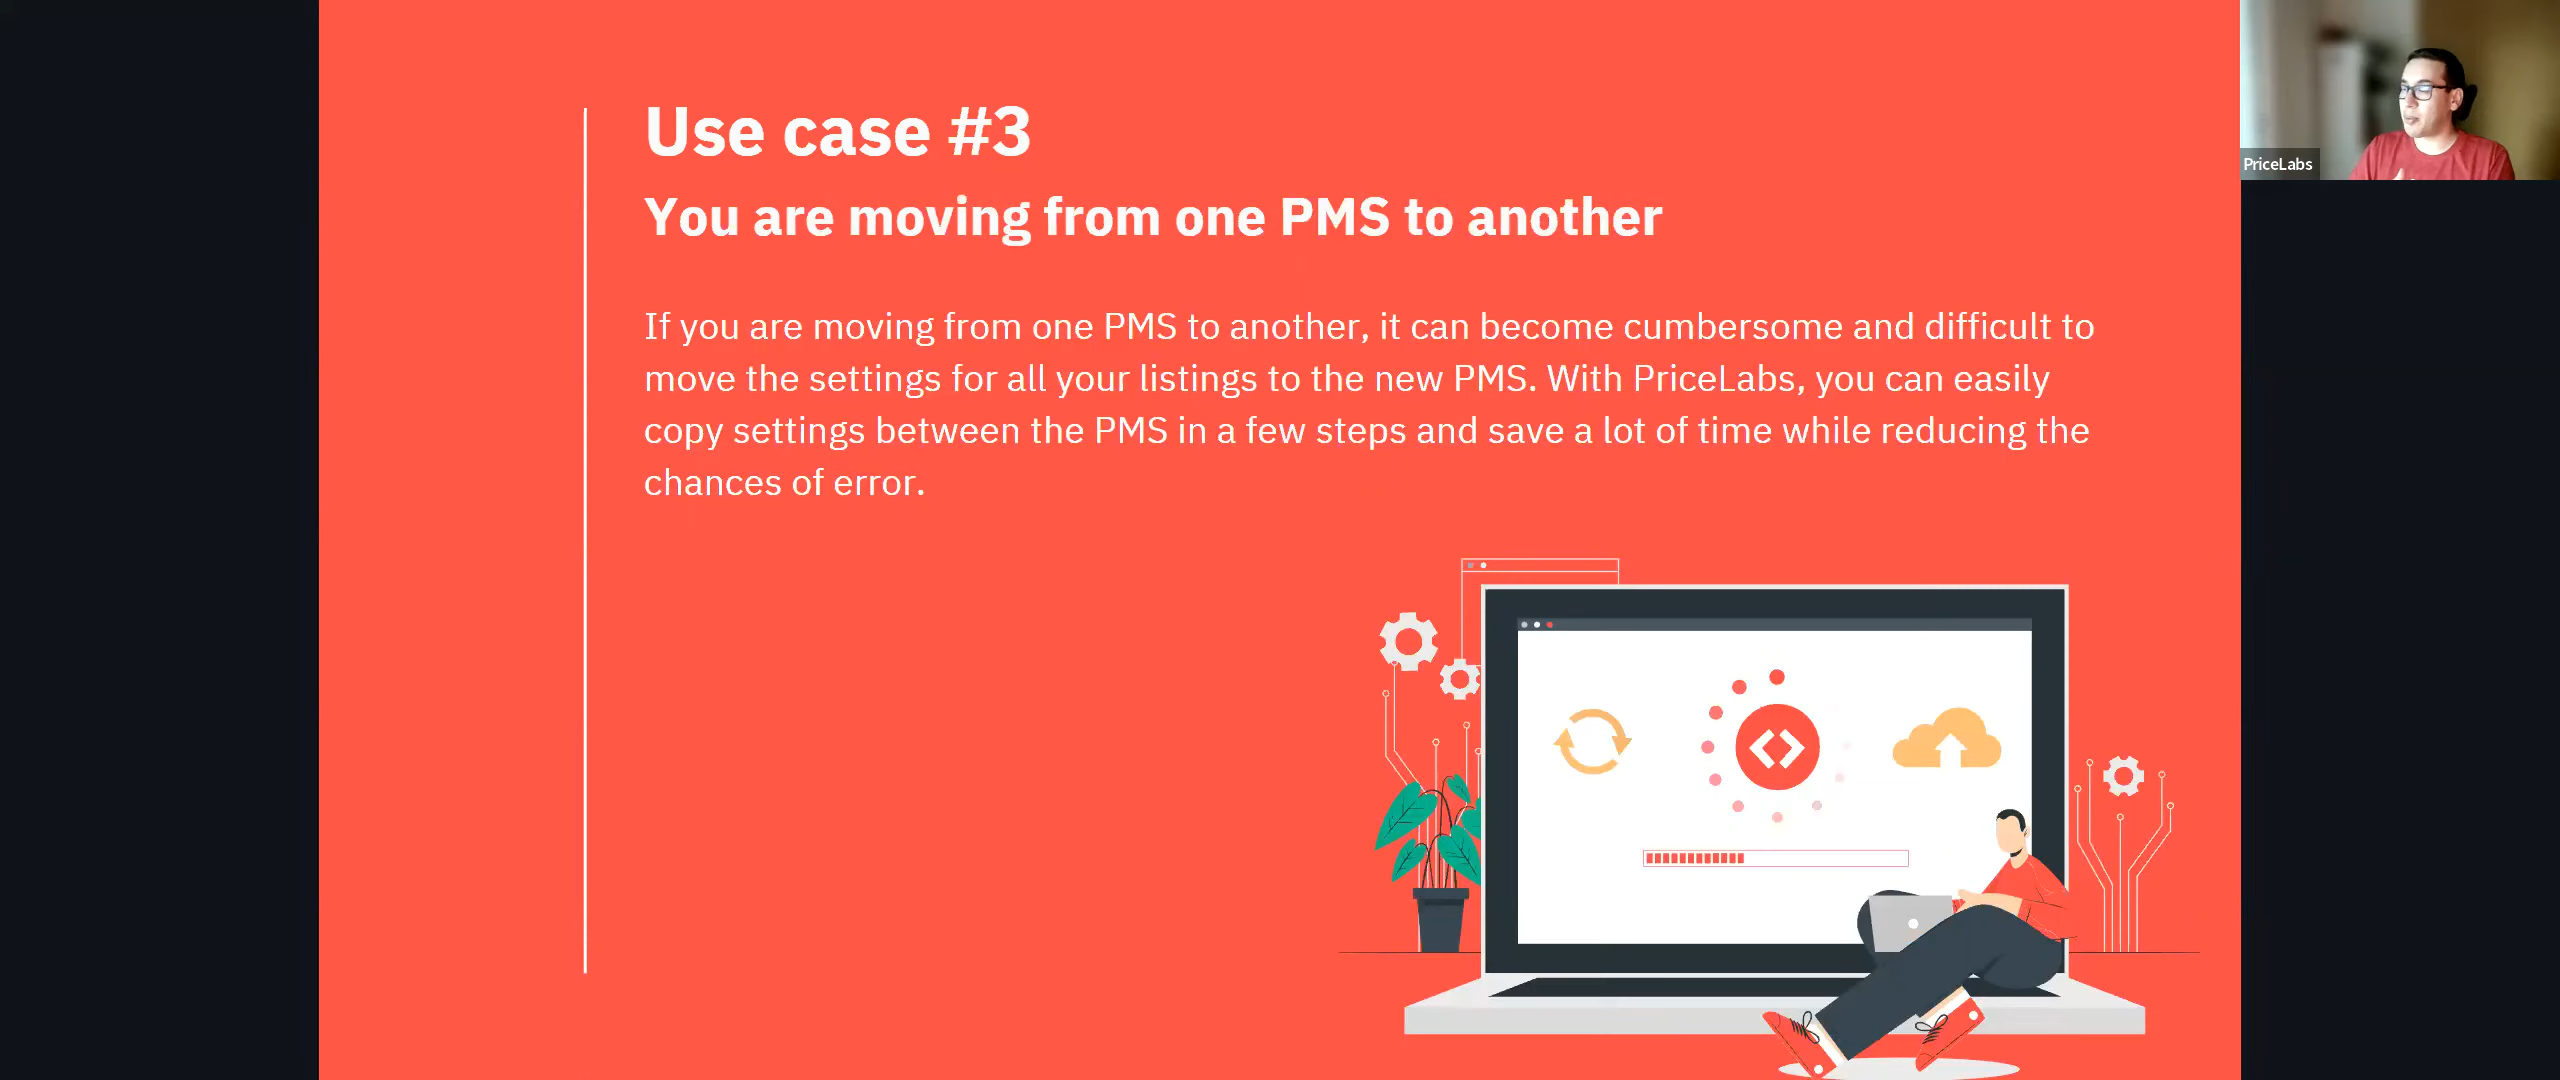 Use case #3
You are moving from one PMS to another
If you are moving from one PMS to another, it can become cumbersome and difficult to
move the settings for all your listings to the new PMS. With PriceLabs, you can easily
copy settings between the PMS in a few steps and save a lot of time while reducing the
chances of error.
PriceLabs